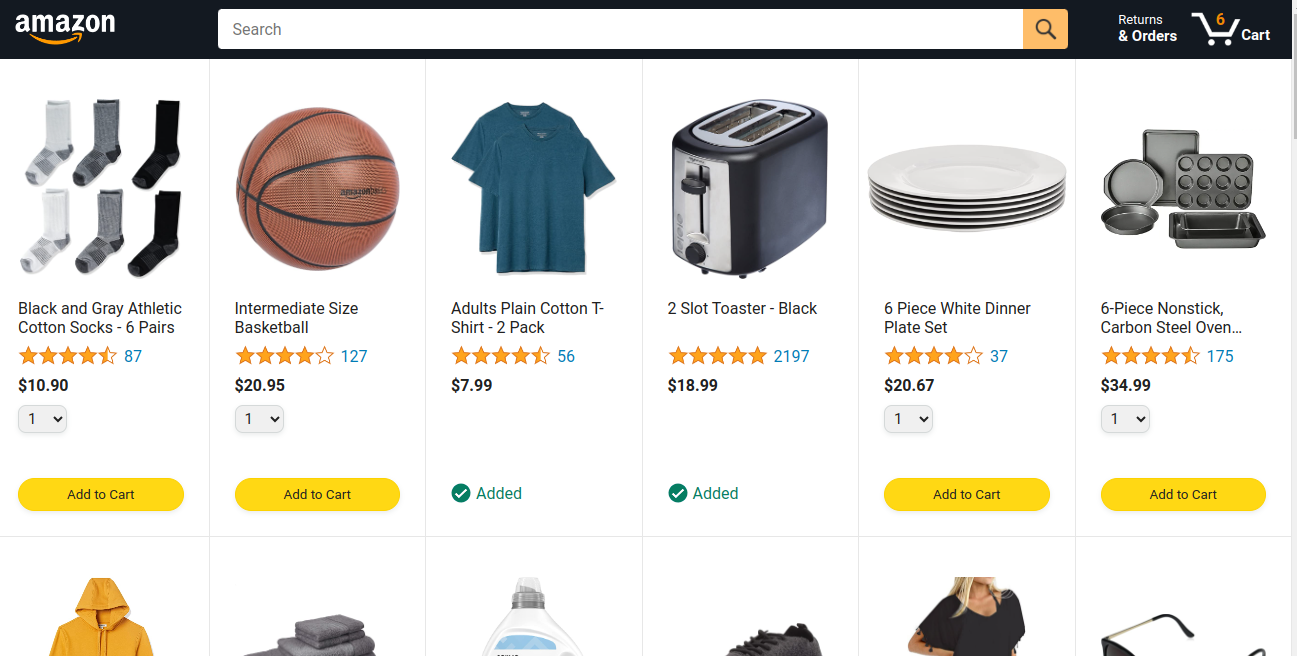 amazon
Search
Returns
& Orders
6
Cart
Black and Gray Athletic
Cotton Socks - 6 Pairs
87
$10.90
1
Add to Cart
Intermediate Size
Basketball
127
$20.95
1
Add to Cart
Adults Plain Cotton T-
Shirt - 2 Pack
56
$7.99
Added
2 Slot Toaster - Black
2197
$18.99
Added
6 Piece White Dinner
Plate Set
37
$20.67
1
Add to Cart
6-Piece Nonstick,
Carbon Steel Oven…
175
$34.99
1
Add to Cart